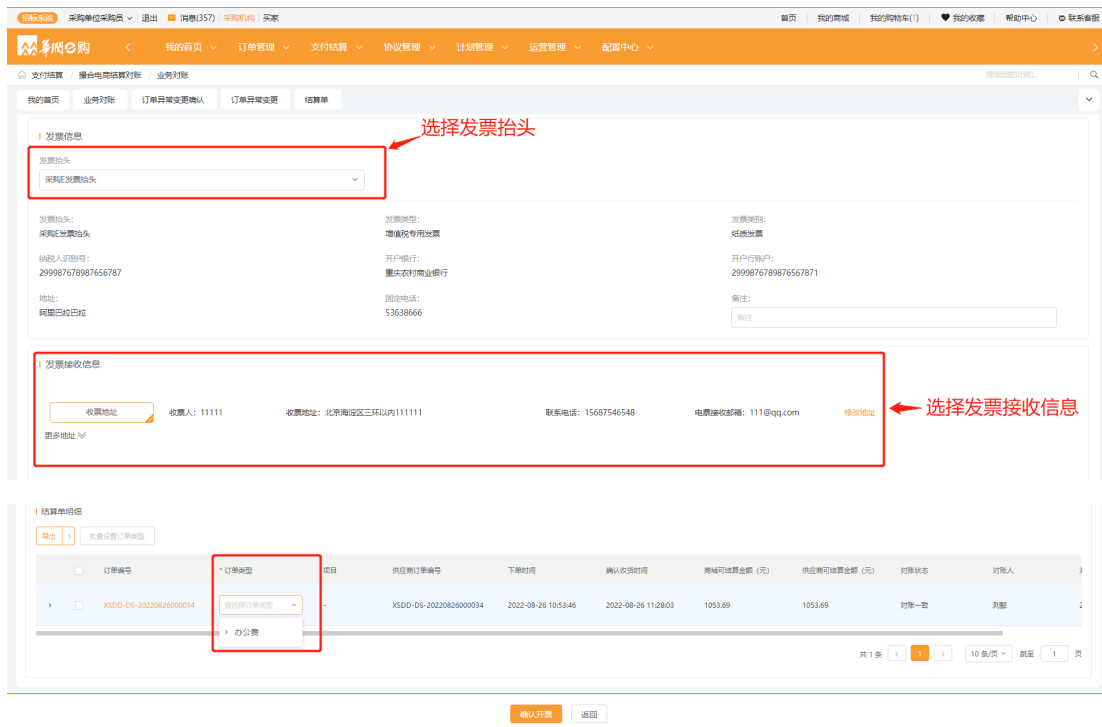 招标系统 采购单位采购员 退出 消息(357) 采购机构 买家 首页 我的商城 我的购物车(1) 我的收藏 帮助中心 联系客服
華潤e购 我的首页 订单管理 支付结算 协议管理 计划管理 运营管理 配置中心
支付结算 / 撮合电商结算对账 / 业务对账 搜索您的功能...
我的首页 业务对账 订单异常变更确认 订单异常变更 结算单
选择发票抬头
发票信息
发票抬头
采购E发票抬头
发票抬头: 发票类型: 发票类别:
采购E发票抬头 增值税专用发票 纸质发票
纳税人识别号: 开户银行: 开户行账户:
299987678987656787 重庆农村商业银行 2999876789876567871
地址: 固定电话: 备注:
阿里巴拉巴拉 53638666 备注
发票接收信息
收票地址 收票人: 11111 收票地址: 北京海淀区三环以内111111 联系电话: 15687546548 电票接收邮箱: 111@qq.com 修改地址
选择发票接收信息
更多地址
结算单明细
导出 批量设置订单类型
订单编号 * 订单类型 项目 供应商订单编号 下单时间 确认收货时间 商城可结算金额（元） 供应商可结算金额（元） 对账状态 对账人
XSDD-DS-20220826000034 请选择订单类型 - XSDD-DS-20220826000034 2022-08-26 10:53:46 2022-08-26 11:28:03 1053.69 1053.69 对账一致
办公费
共 1 条 < 1 > 10 条/页 跳至 1 页
确认开票 返回